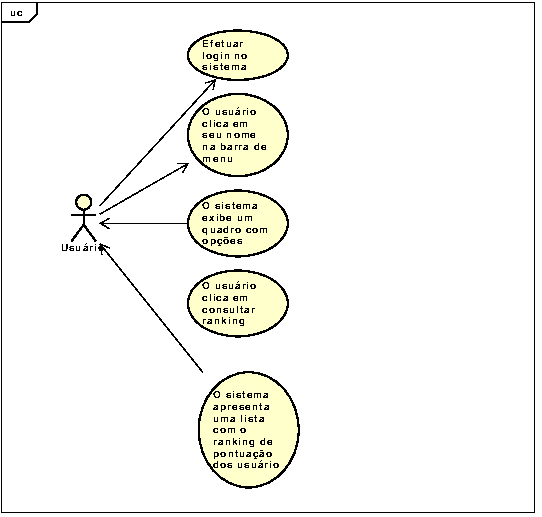 uc
Efetuar
login no
sistema
O usuário
clica em
seu nome
na barra de
menu
O sistema
exibe um
quadro com
opções
Usuário
O usuário
clica em
consultar
ranking
O sistema
apresenta
uma lista
com o
ranking de
pontuação
dos usuário